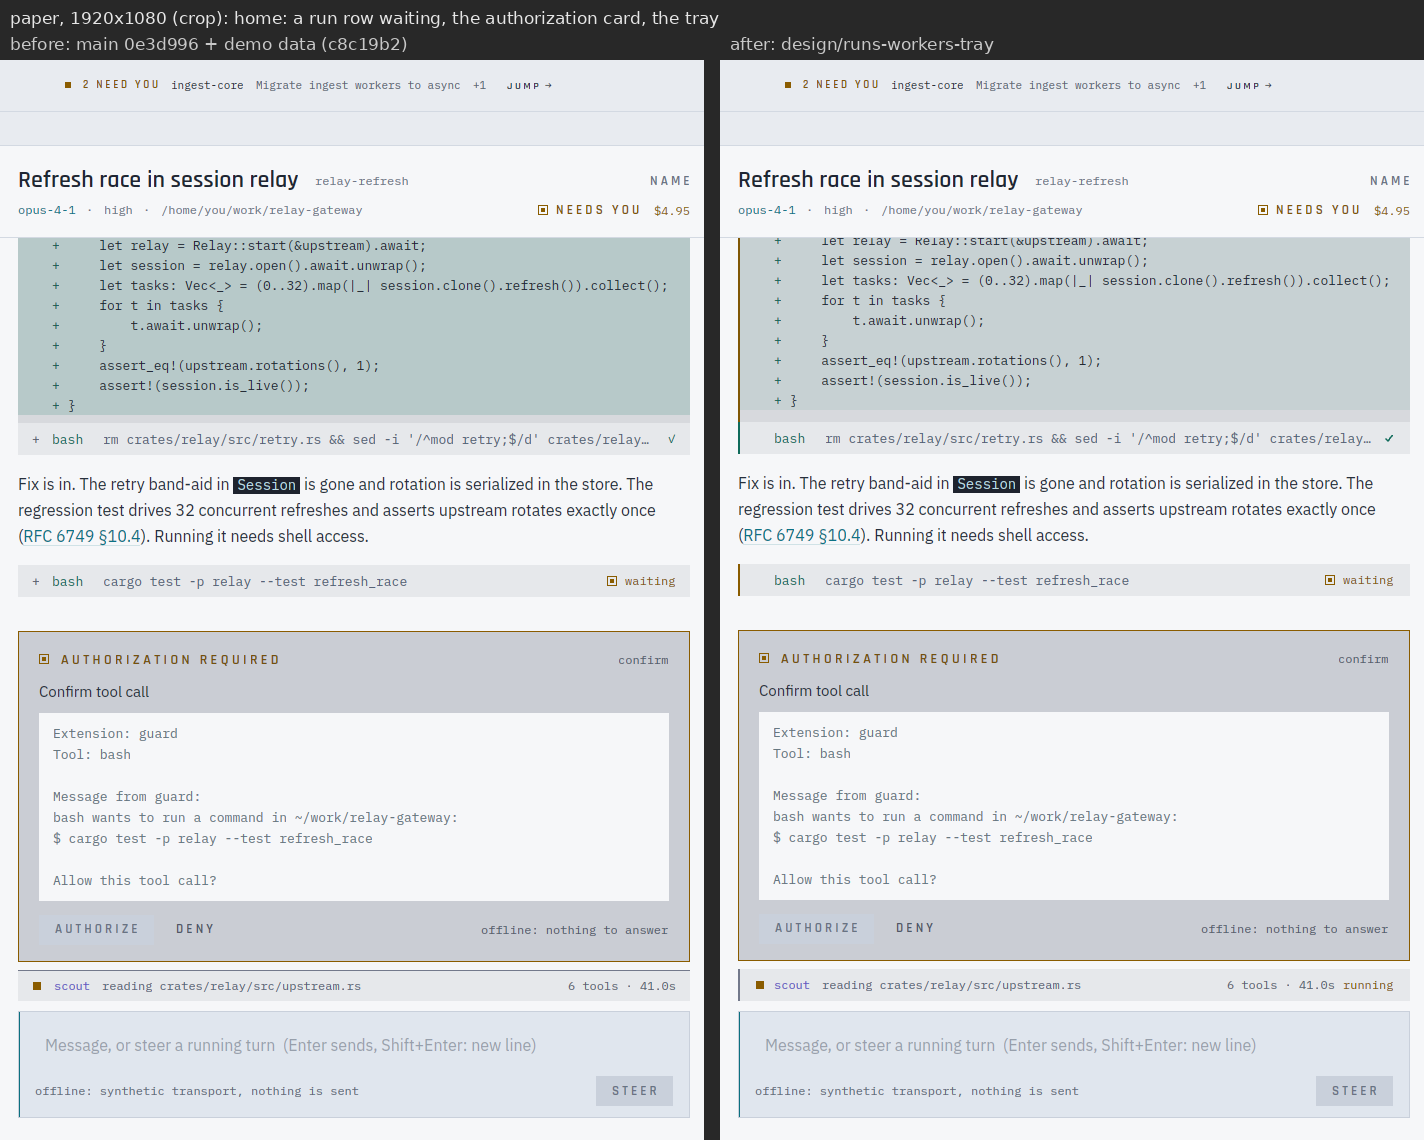 paper, 1920x1080 (crop): home: a run row waiting, the authorization card, the tray
before: main 0e3d996 + demo data (c8c19b2)
2 NEED YOU ingest-core Migrate ingest workers to async +1 JUMP →
Refresh race in session relay relay-refresh NAME
opus-4-1 · high · /home/you/work/relay-gateway NEEDS YOU $4.95
+ let relay = Relay::start(&upstream).await;
+ let session = relay.open().await.unwrap();
+ let tasks: Vec<_> = (0..32).map(|_| session.clone().refresh()).collect();
+ for t in tasks {
+ t.await.unwrap();
+ }
+ assert_eq!(upstream.rotations(), 1);
+ assert!(session.is_live());
+ }
+ bash rm crates/relay/src/retry.rs && sed -i '/^mod retry;$/d' crates/relay… ✓
Fix is in. The retry band-aid in Session is gone and rotation is serialized in the store. The
regression test drives 32 concurrent refreshes and asserts upstream rotates exactly once
(RFC 6749 §10.4). Running it needs shell access.
+ bash cargo test -p relay --test refresh_race waiting
AUTHORIZATION REQUIRED confirm
Confirm tool call
Extension: guard
Tool: bash
Message from guard:
bash wants to run a command in ~/work/relay-gateway:
$ cargo test -p relay --test refresh_race
Allow this tool call?
AUTHORIZE DENY offline: nothing to answer
scout reading crates/relay/src/upstream.rs 6 tools · 41.0s
Message, or steer a running turn (Enter sends, Shift+Enter: new line)
offline: synthetic transport, nothing is sent STEER
after: design/runs-workers-tray
2 NEED YOU ingest-core Migrate ingest workers to async +1 JUMP →
Refresh race in session relay relay-refresh NAME
opus-4-1 · high · /home/you/work/relay-gateway NEEDS YOU $4.95
+ let relay = Relay::start(&upstream).await;
+ let session = relay.open().await.unwrap();
+ let tasks: Vec<_> = (0..32).map(|_| session.clone().refresh()).collect();
+ for t in tasks {
+ t.await.unwrap();
+ }
+ assert_eq!(upstream.rotations(), 1);
+ assert!(session.is_live());
+ }
bash rm crates/relay/src/retry.rs && sed -i '/^mod retry;$/d' crates/relay… ✓
Fix is in. The retry band-aid in Session is gone and rotation is serialized in the store. The
regression test drives 32 concurrent refreshes and asserts upstream rotates exactly once
(RFC 6749 §10.4). Running it needs shell access.
bash cargo test -p relay --test refresh_race waiting
AUTHORIZATION REQUIRED confirm
Confirm tool call
Extension: guard
Tool: bash
Message from guard:
bash wants to run a command in ~/work/relay-gateway:
$ cargo test -p relay --test refresh_race
Allow this tool call?
AUTHORIZE DENY offline: nothing to answer
scout reading crates/relay/src/upstream.rs 6 tools · 41.0s running
Message, or steer a running turn (Enter sends, Shift+Enter: new line)
offline: synthetic transport, nothing is sent STEER